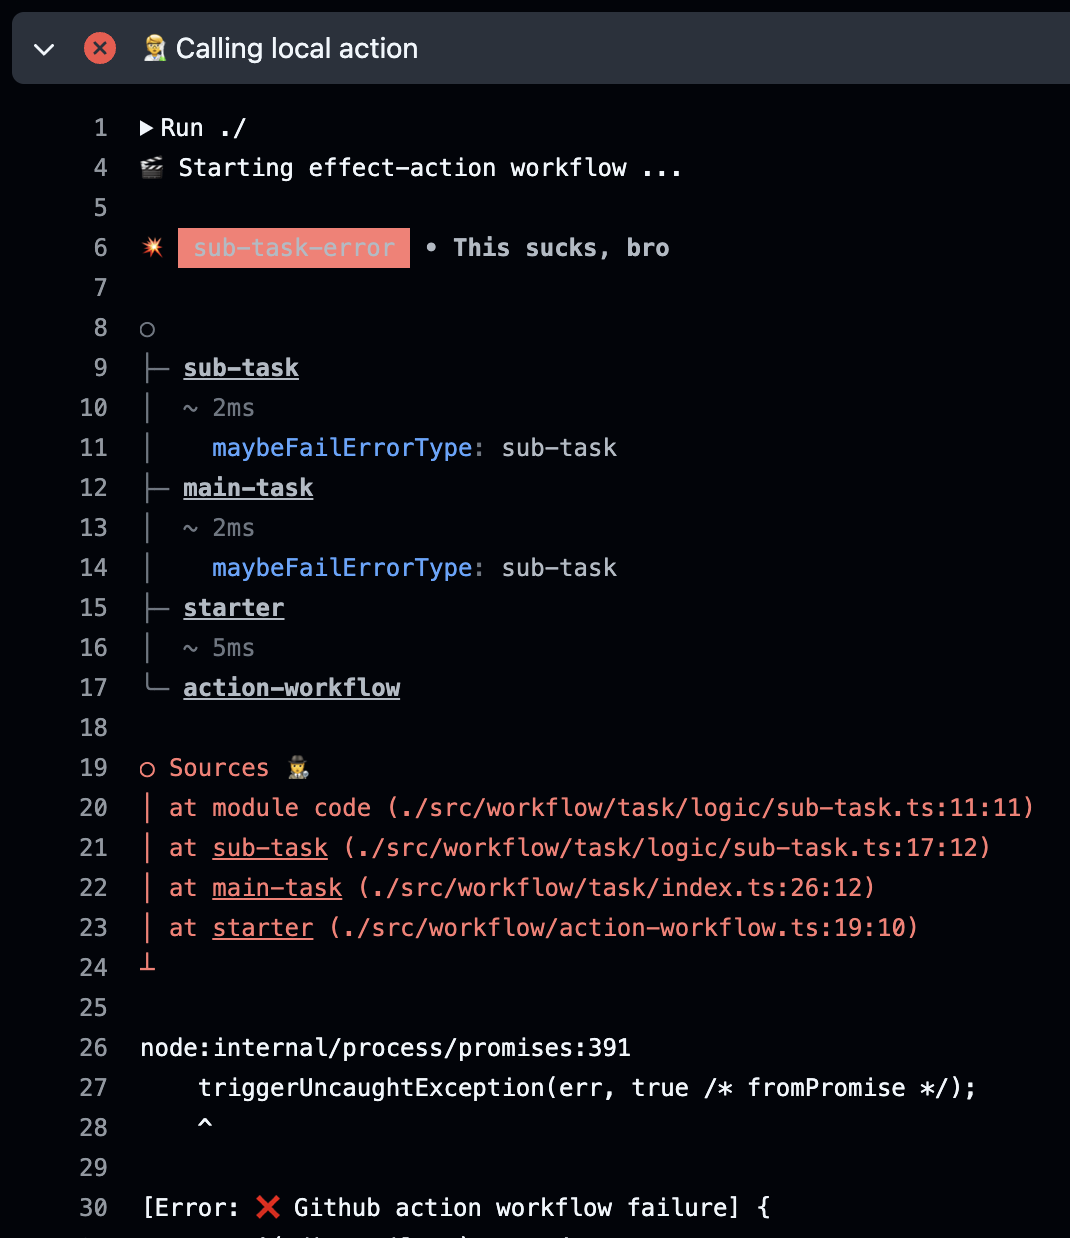 Calling local action
1 Run ./
4 🎬 Starting effect-action workflow ...
5
6 💥 sub-task-error • This sucks, bro
7
8 ○
9 ├─ sub-task
10 │ ~ 2ms
11 │ maybeFailErrorType: sub-task
12 ├─ main-task
13 │ ~ 2ms
14 │ maybeFailErrorType: sub-task
15 ├─ starter
16 │ ~ 5ms
17 ╰─ action-workflow
18
19 ○ Sources 🕵️
20 │ at module code (./src/workflow/task/logic/sub-task.ts:11:11)
21 │ at sub-task (./src/workflow/task/logic/sub-task.ts:17:12)
22 │ at main-task (./src/workflow/task/index.ts:26:12)
23 │ at starter (./src/workflow/action-workflow.ts:19:10)
24 ┴
25
26 node:internal/process/promises:391
27 triggerUncaughtException(err, true /* fromPromise */);
28 ^
29
30 [Error: ❌ Github action workflow failure] {